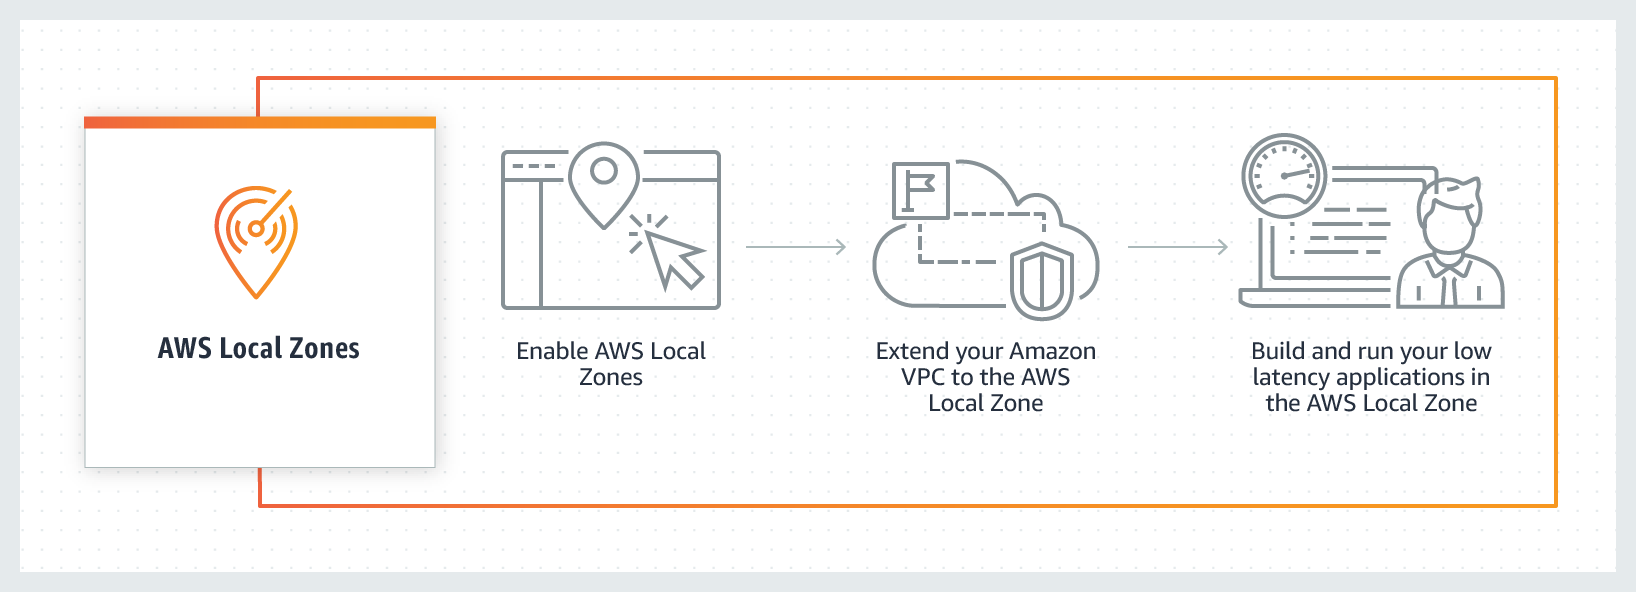 AWS Local Zones
Enable AWS Local
Zones
Extend your Amazon
VPC to the AWS
Local Zone
Build and run your low
latency applications in
the AWS Local Zone